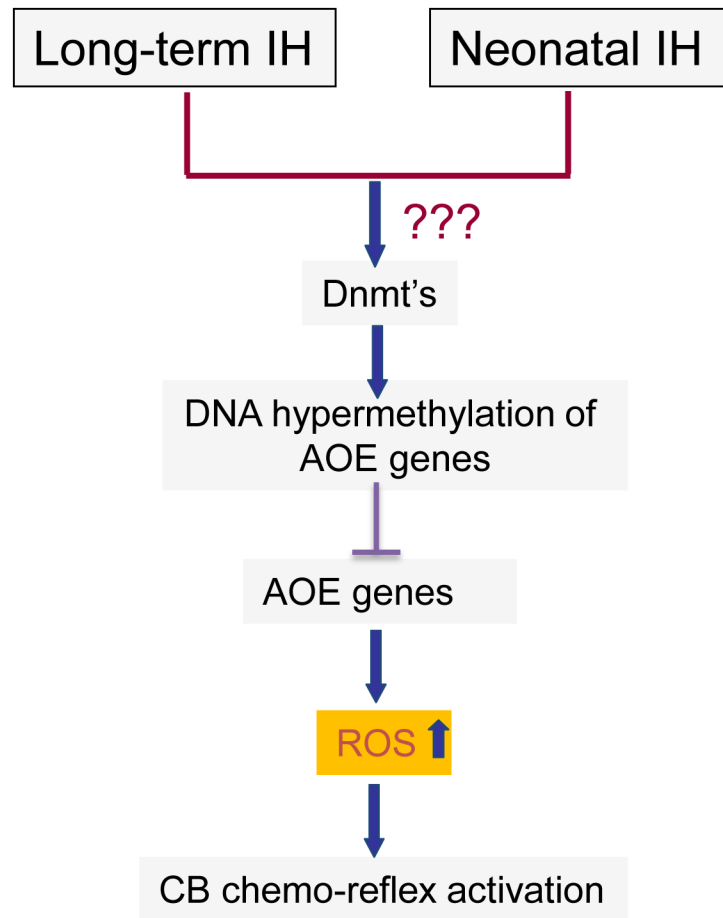 Long-term IH
Neonatal IH
???
Dnmt's
DNA hypermethylation of
AOE genes
AOE genes
ROS
CB chemo-reflex activation